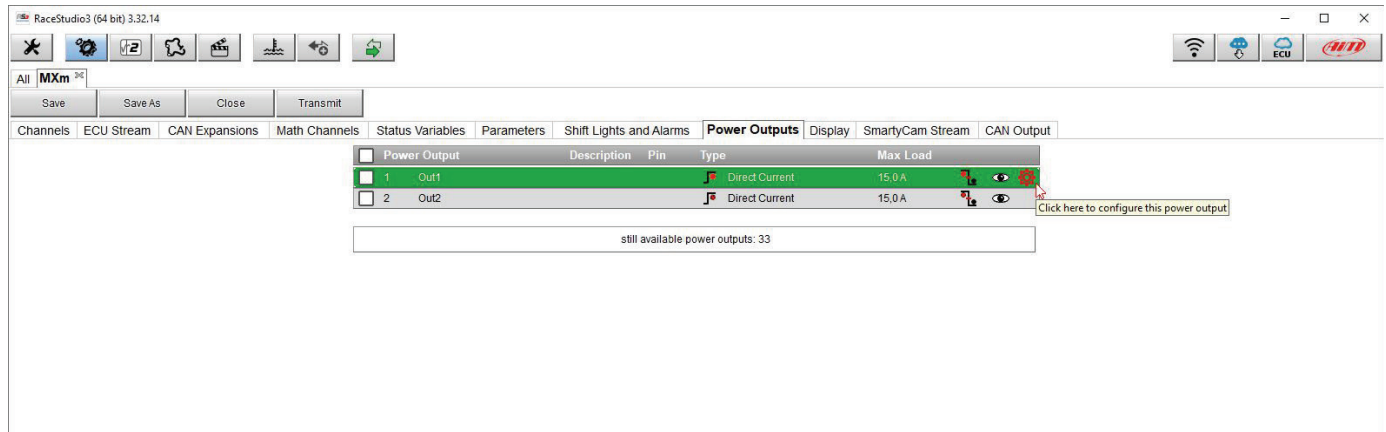 RaceStudio3 (64 bit) 3.32.14
ECU AiM
All MXm
Save Save As Close Transmit
Channels ECU Stream CAN Expansions Math Channels Status Variables Parameters Shift Lights and Alarms Power Outputs Display SmartyCam Stream CAN Output
Power Output Description Pin Type Max Load
1 Out1 Direct Current 15,0 A
2 Out2 Direct Current 15,0 A
Click here to configure this power output
still available power outputs: 33